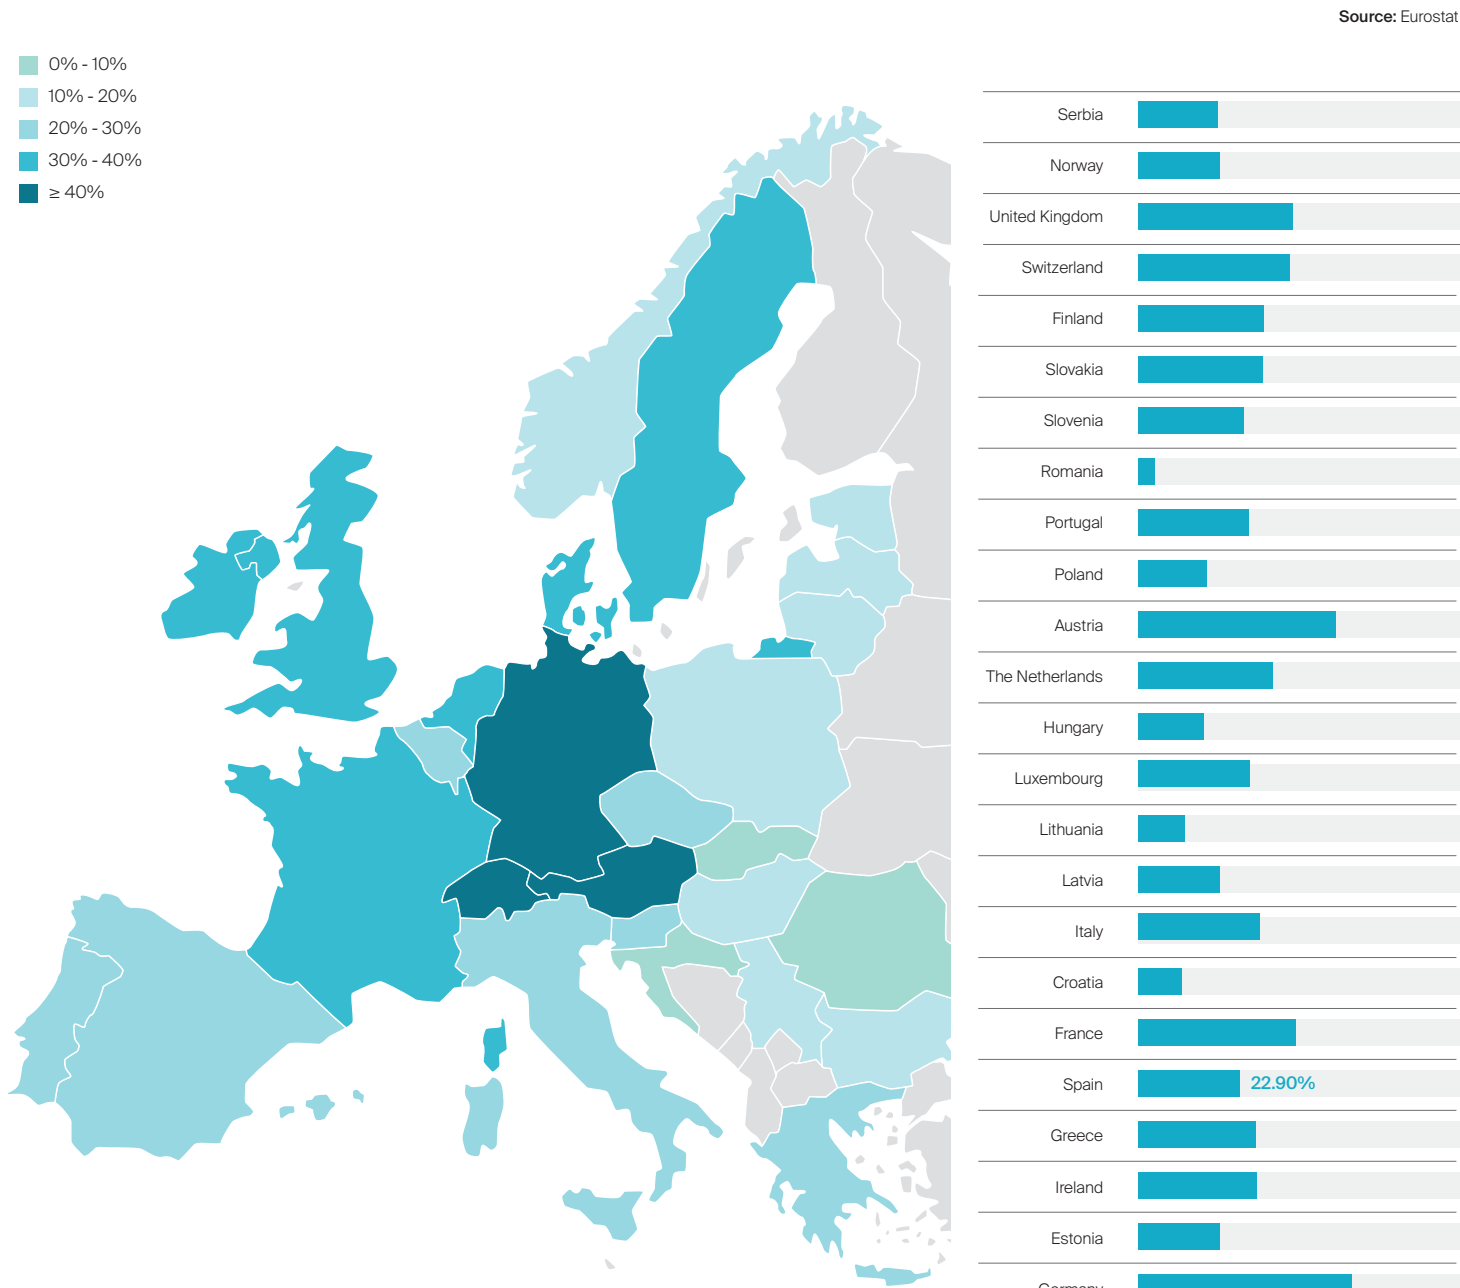 Source: Eurostat
0% - 10%
10% - 20%
20% - 30%
30% - 40%
≥ 40%
Serbia
Norway
United Kingdom
Switzerland
Finland
Slovakia
Slovenia
Romania
Portugal
Poland
Austria
The Netherlands
Hungary
Luxembourg
Lithuania
Latvia
Italy
Croatia
France
Spain 22.90%
Greece
Ireland
Estonia
Germany